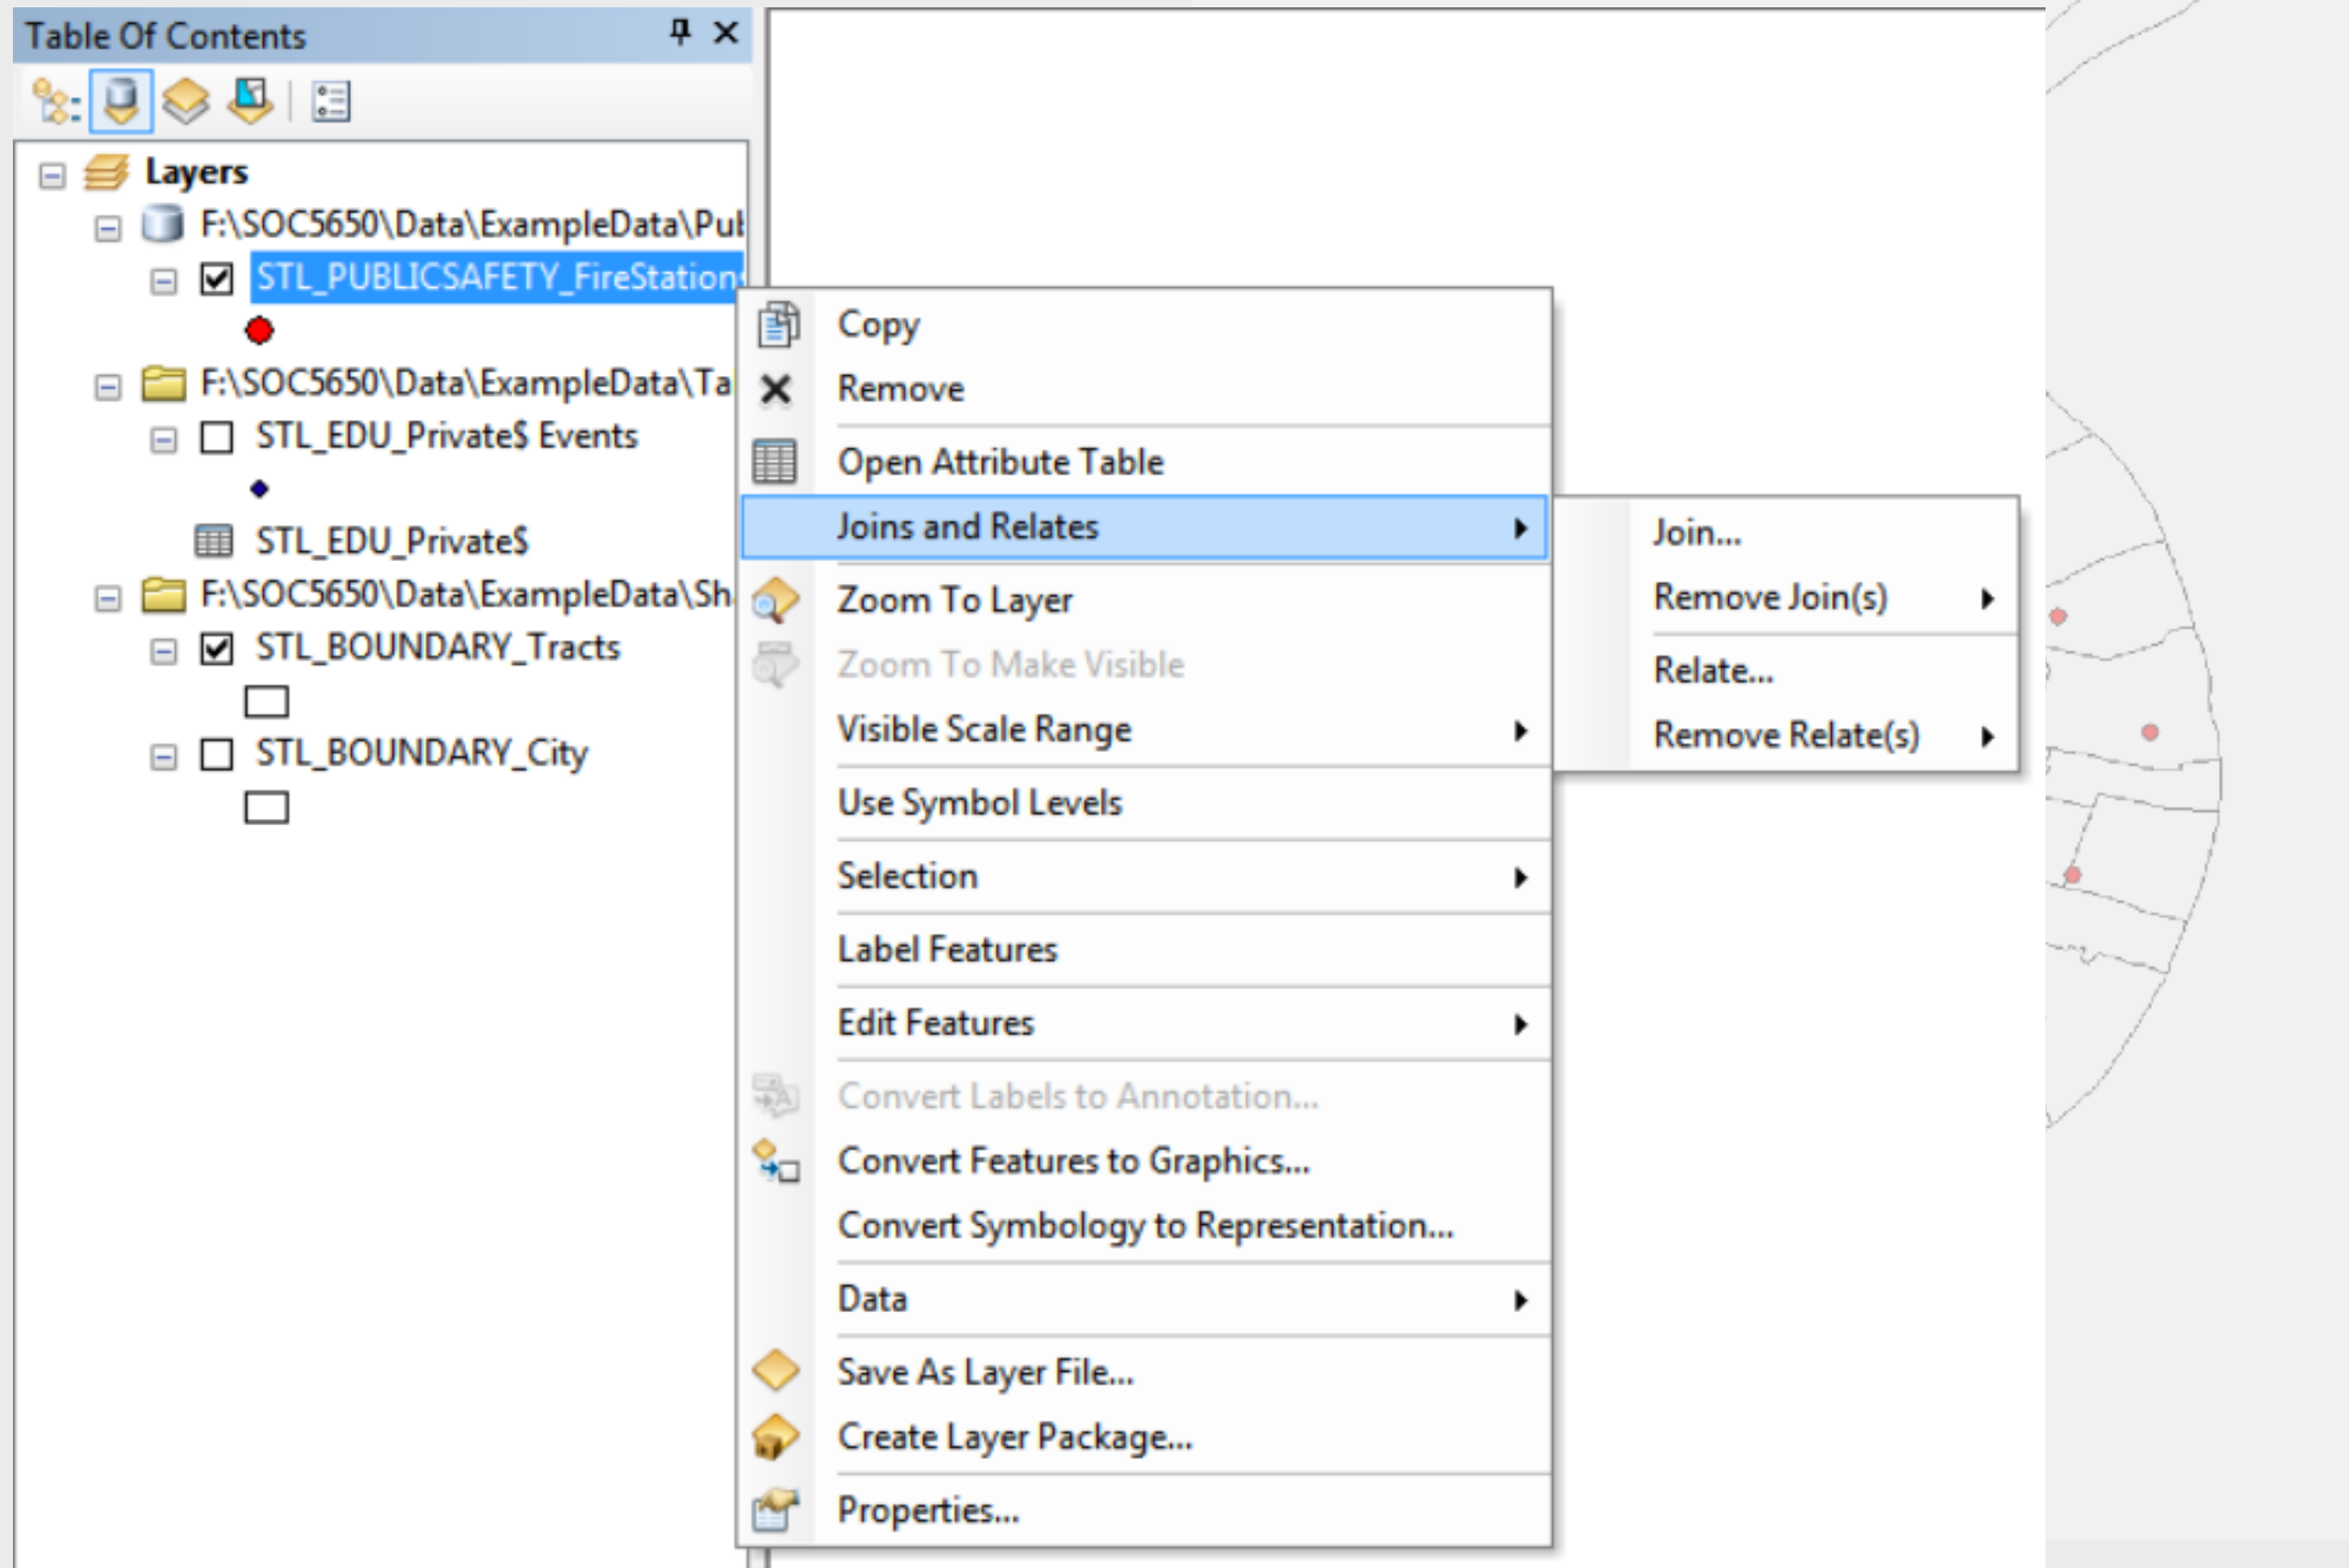 Table Of Contents
Layers
F:\SOC5650\Data\ExampleData\Pub
STL_PUBLICSAFETY_FireStations
F:\SOC5650\Data\ExampleData\Ta
STL_EDU_Private$ Events
STL_EDU_Private$
F:\SOC5650\Data\ExampleData\Sh
STL_BOUNDARY_Tracts
STL_BOUNDARY_City
Copy
Remove
Open Attribute Table
Joins and Relates
Zoom To Layer
Zoom To Make Visible
Visible Scale Range
Use Symbol Levels
Selection
Label Features
Edit Features
Convert Labels to Annotation...
Convert Features to Graphics...
Convert Symbology to Representation...
Data
Save As Layer File...
Create Layer Package...
Properties...
Join...
Remove Join(s)
Relate...
Remove Relate(s)